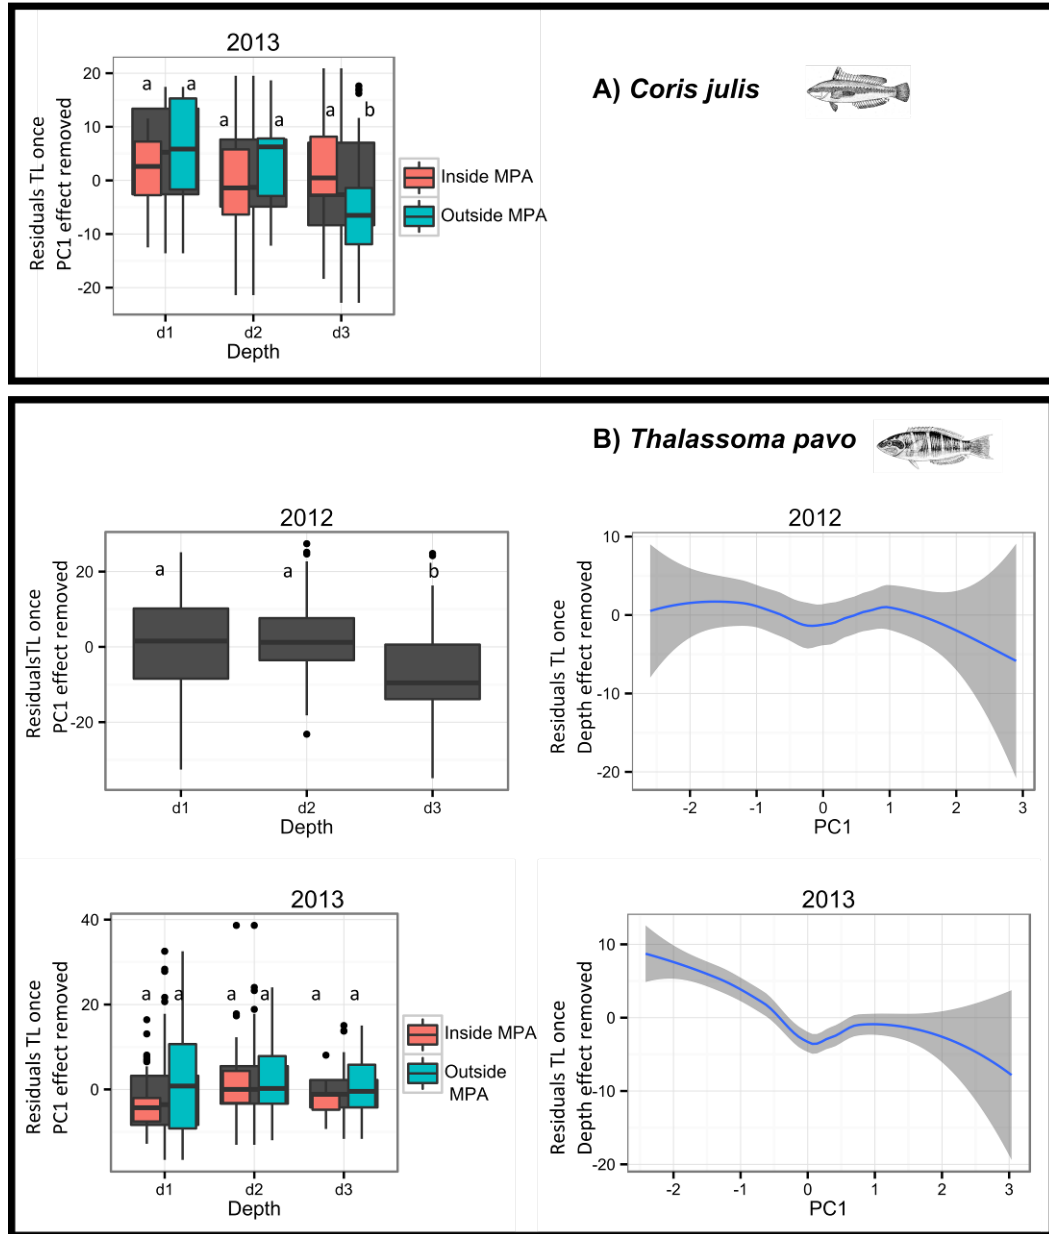 2013
A) Coris julis
Residuals TL once
PC1 effect removed
20
10
0
-10
-20
a
a
a
a
a
b
d1
d2
d3
Depth
Inside MPA
Outside MPA
B) Thalassoma pavo
2012
ResidualsTL once
PC1 effect removed
20
0
-20
a
a
b
d1
d2
d3
Depth
2012
Residuals TL once
Depth effect removed
10
0
-10
-20
-2
-1
0
1
2
3
PC1
2013
Residuals TL once
PC1 effect removed
40
20
0
a
a
a
a
a
a
d1
d2
d3
Depth
Inside MPA
Outside
MPA
2013
Residuals TL once
Depth effect removed
10
0
-10
-20
-2
-1
0
1
2
3
PC1